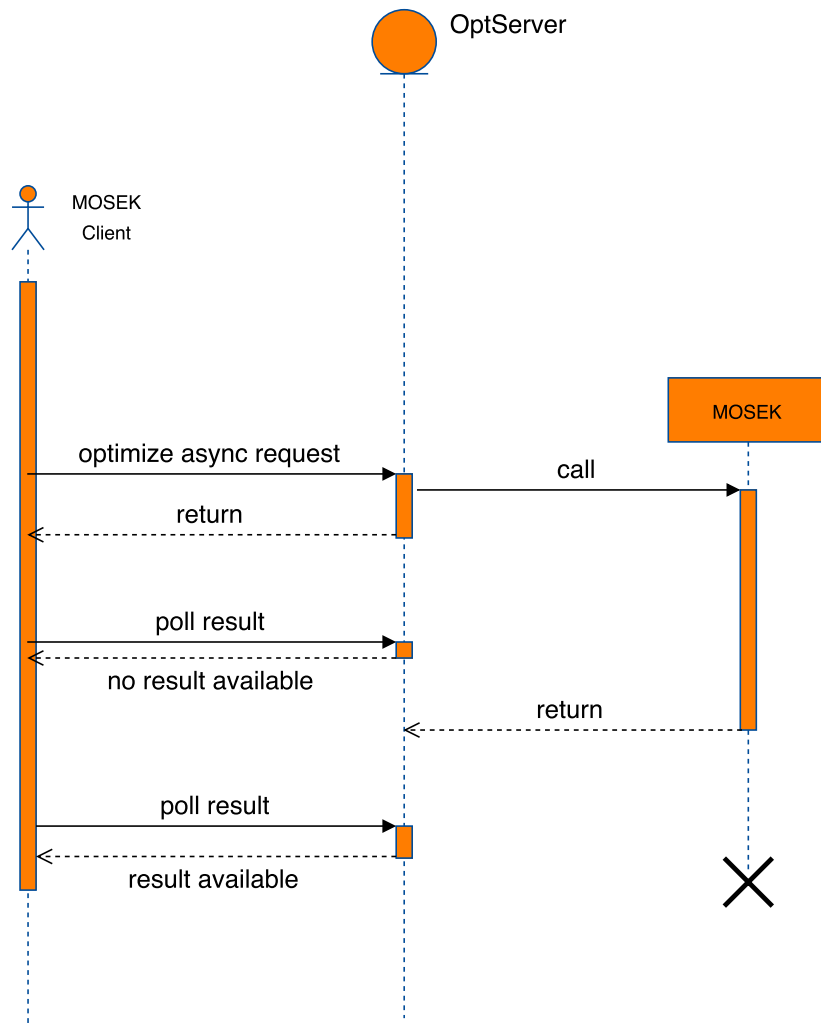 OptServer
MOSEK
Client
MOSEK
optimize async request
call
return
poll result
no result available
return
poll result
result available